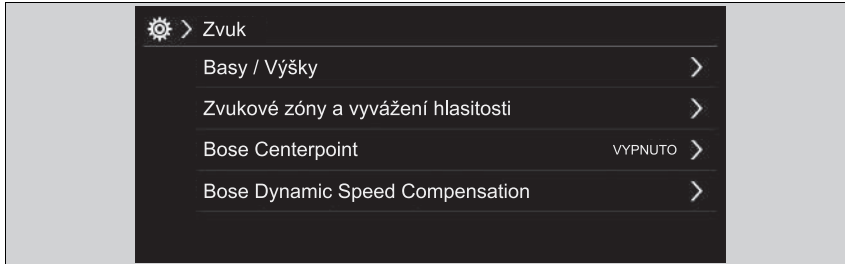 Zvuk
Basy / Výšky
Zvukové zóny a vyvážení hlasitosti
Bose Centerpoint VYPNUTO
Bose Dynamic Speed Compensation